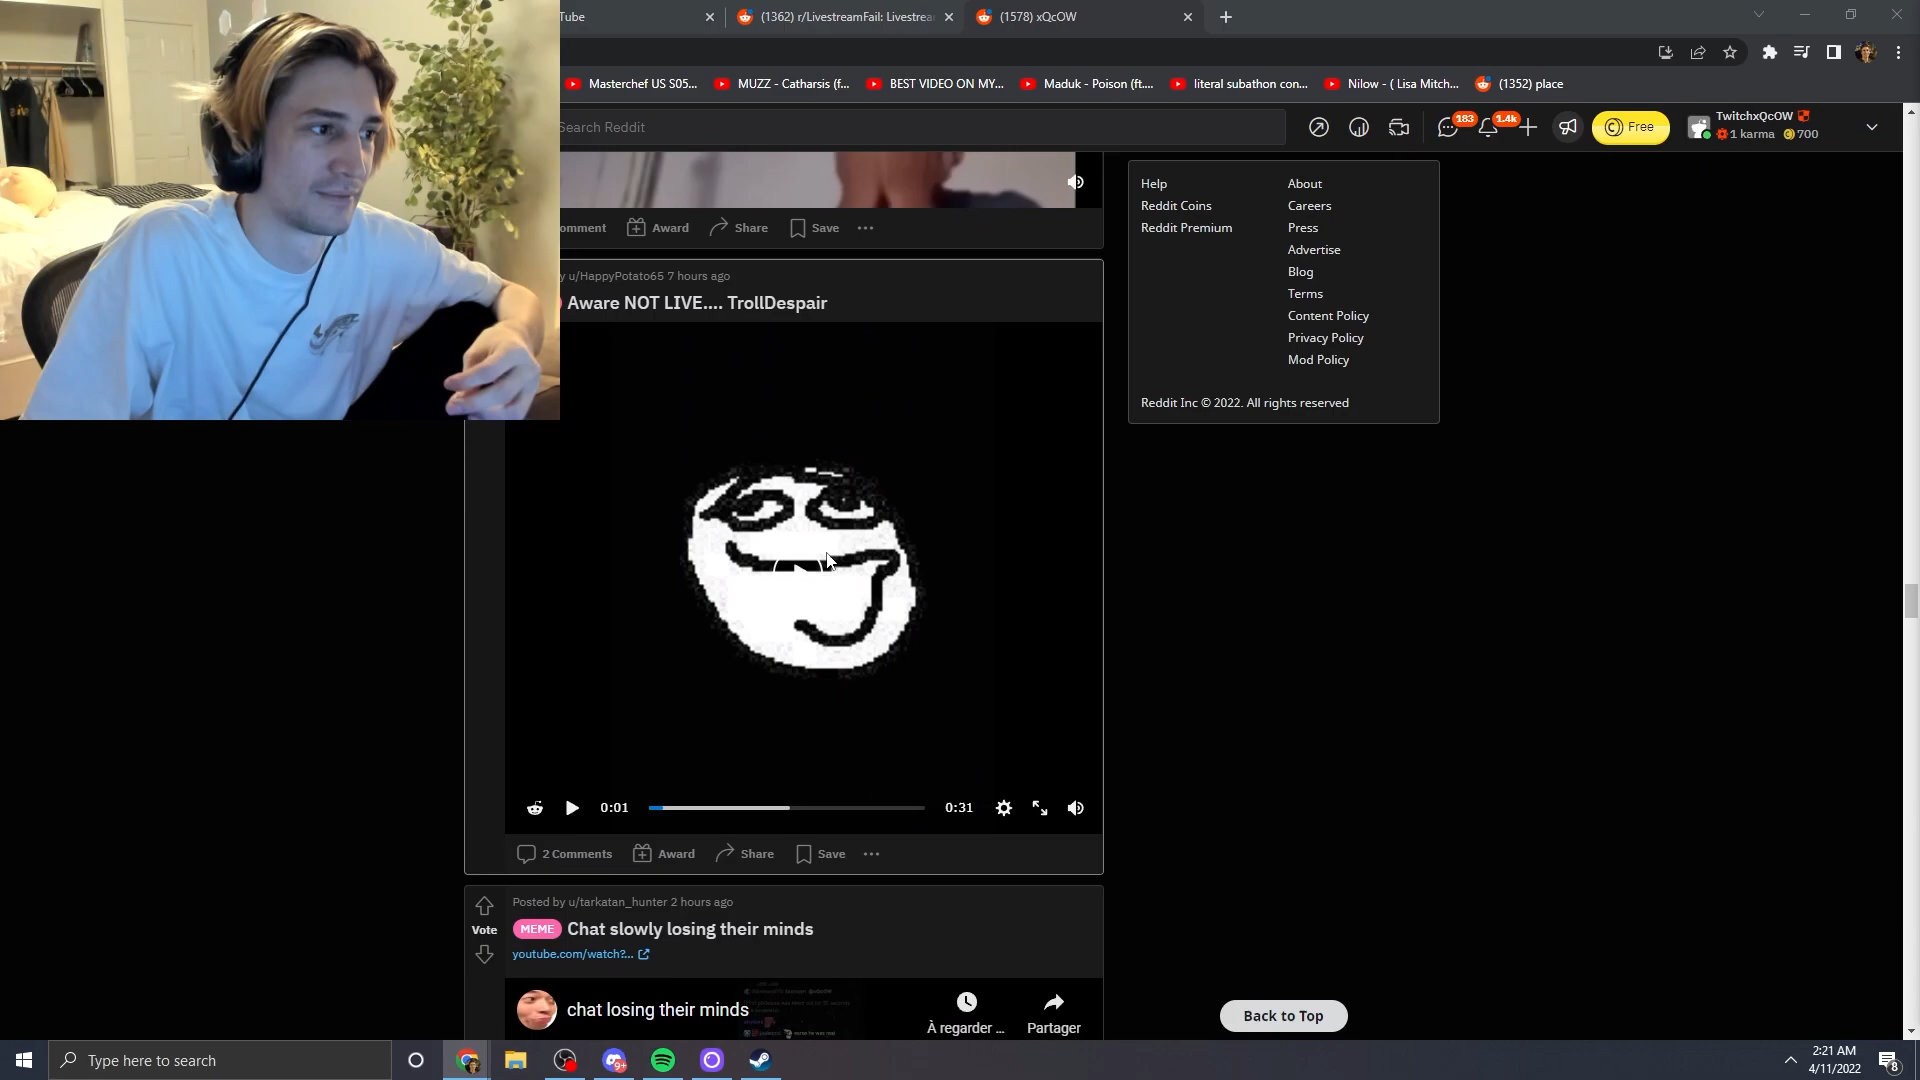 Tube
(1362) r/LivestreamFail: Livestrea
(1578) xQcOW
Masterchef US S05...
MUZZ - Catharsis (f...
BEST VIDEO ON MY...
Maduk - Poison (ft....
literal subathon con...
Nilow - ( Lisa Mitch...
(1352) place
Search Reddit
183
1.4k
Free
TwitchxQcOW
1 karma
700
omment
Award
Share
Save
Help
Reddit Coins
Reddit Premium
About
Careers
Press
Advertise
Blog
Terms
Content Policy
Privacy Policy
Mod Policy
Reddit Inc © 2022. All rights reserved
y u/HappyPotato65 7 hours ago
Aware NOT LIVE.... TrollDespair
0:01
0:31
2 Comments
Award
Share
Save
Posted by u/tarkatan_hunter 2 hours ago
Vote
MEME Chat slowly losing their minds
youtube.com/watch?...
chat losing their minds
À regarder ...
Partager
Back to Top
Type here to search
9+
2:21 AM
4/11/2022
8